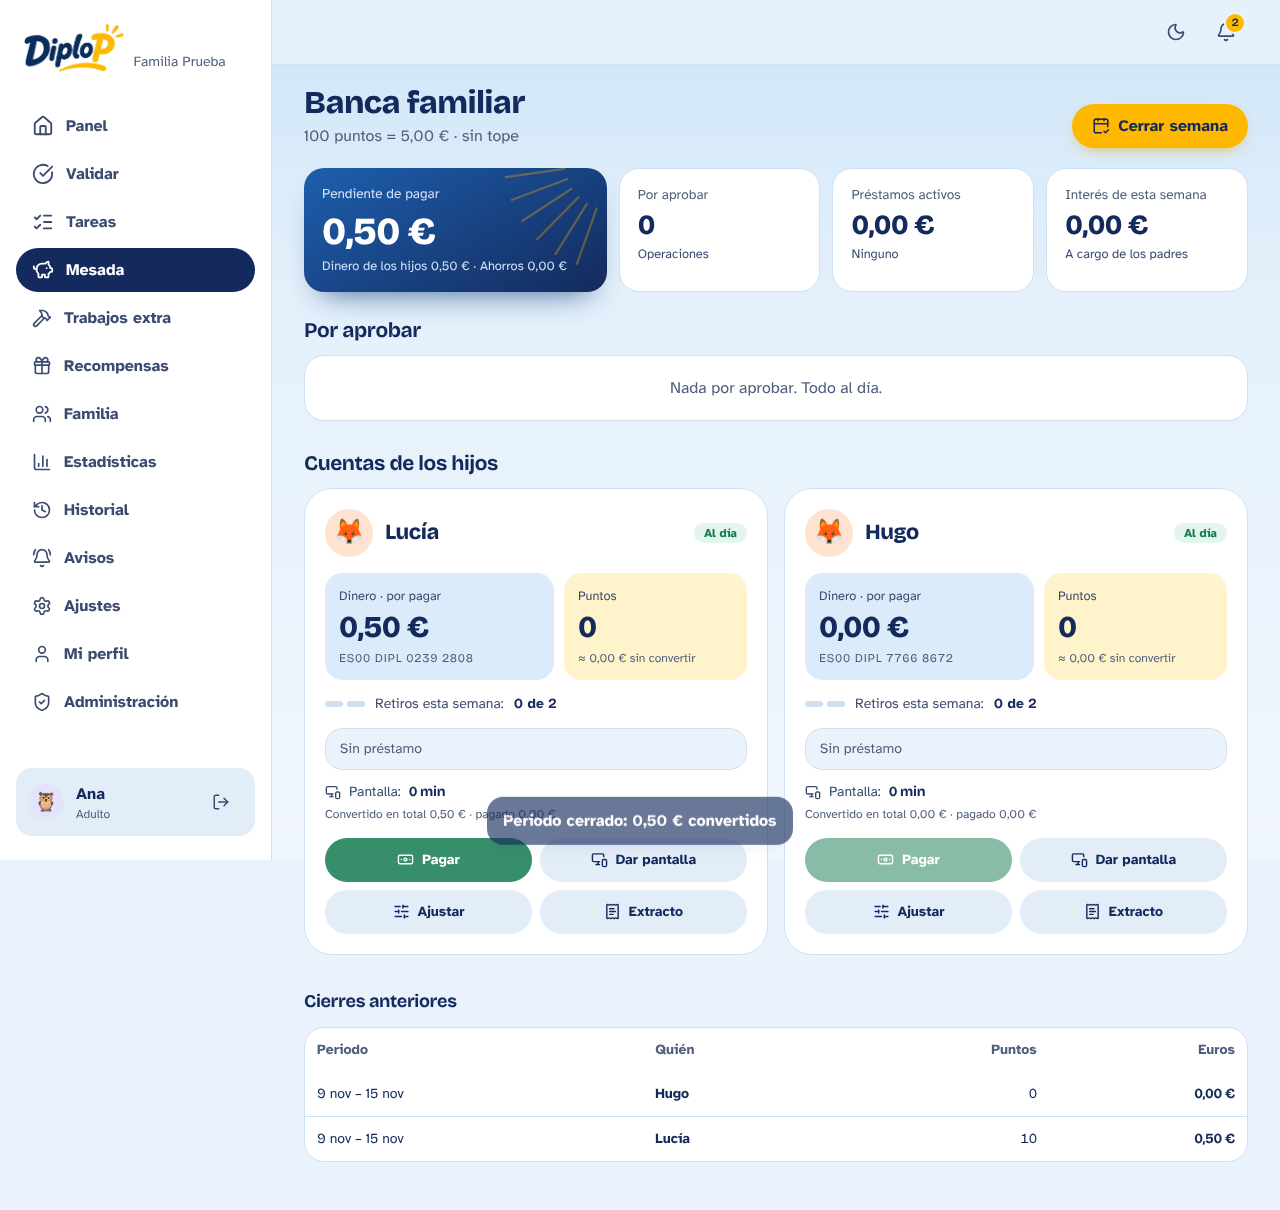 DiploP
Familia Prueba
Panel
Validar
Tareas
Mesada
Trabajos extra
Recompensas
Familia
Estadísticas
Historial
Avisos
Ajustes
Mi perfil
Administración
Ana
Adulto
2
Banca familiar
100 puntos = 5,00 € · sin tope
Cerrar semana
Pendiente de pagar
0,50 €
Dinero de los hijos 0,50 € · Ahorros 0,00 €
Por aprobar
0
Operaciones
Préstamos activos
0,00 €
Ninguno
Interés de esta semana
0,00 €
A cargo de los padres
Por aprobar
Nada por aprobar. Todo al día.
Cuentas de los hijos
Lucía
Al día
Dinero · por pagar
0,50 €
ES00 DIPL 0239 2808
Puntos
0
≈ 0,00 € sin convertir
Retiros esta semana: 0 de 2
Sin préstamo
Pantalla: 0 min
Convertido en total 0,50 € · pagado 0,00 €
Pagar
Dar pantalla
Ajustar
Extracto
Hugo
Al día
Dinero · por pagar
0,00 €
ES00 DIPL 7766 8672
Puntos
0
≈ 0,00 € sin convertir
Retiros esta semana: 0 de 2
Sin préstamo
Pantalla: 0 min
Convertido en total 0,00 € · pagado 0,00 €
Pagar
Dar pantalla
Ajustar
Extracto
Periodo cerrado: 0,50 € convertidos
Cierres anteriores
Periodo Quién Puntos Euros
9 nov – 15 nov Hugo 0 0,00 €
9 nov – 15 nov Lucía 10 0,50 €